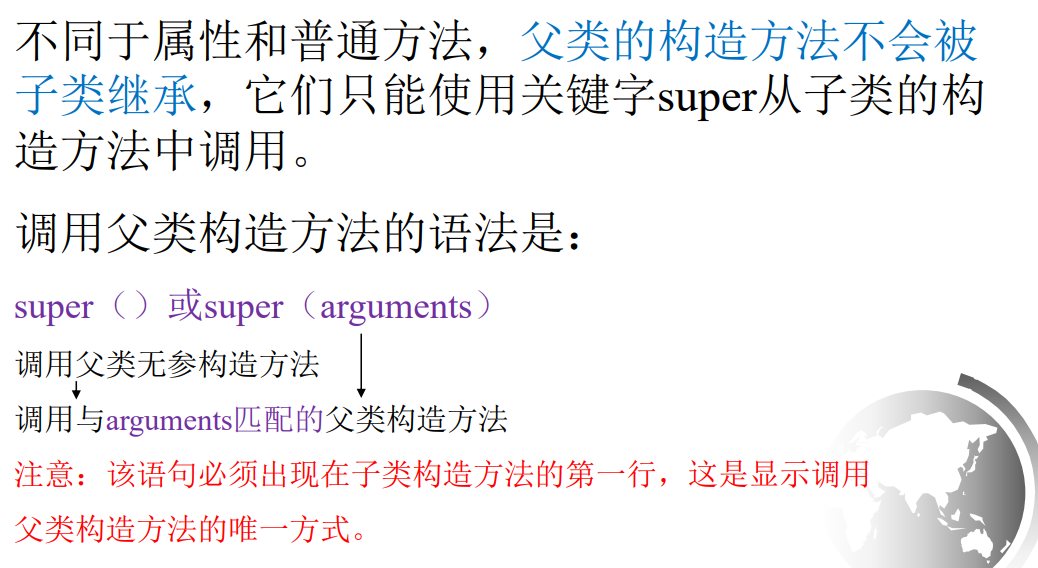 不同于属性和普通方法，父类的构造方法不会被
子类继承，它们只能使用关键字super从子类的构
造方法中调用。
调用父类构造方法的语法是：
super（）或super（arguments）
调用父类无参构造方法
调用与arguments匹配的父类构造方法
注意：该语句必须出现在子类构造方法的第一行，这是显示调用
父类构造方法的唯一方式。